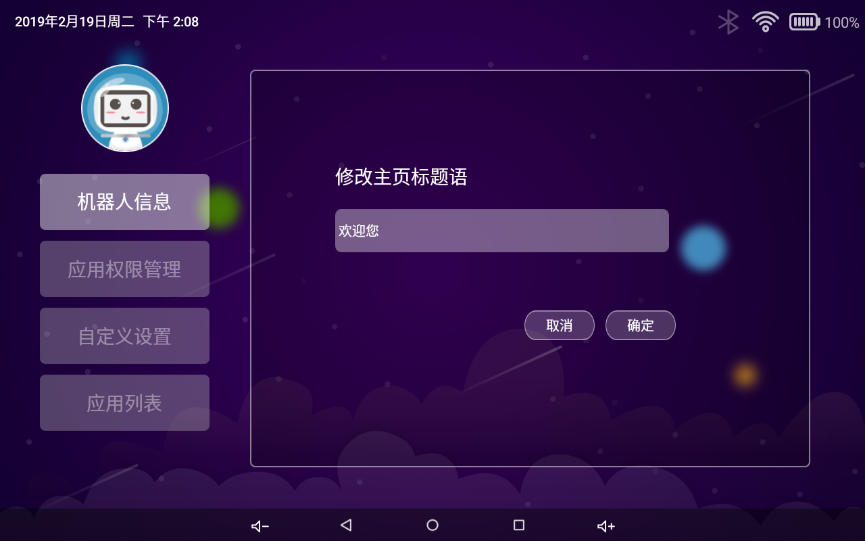 2019年2月19日周二 下午 2:08
100%
机器人信息
应用权限管理
自定义设置
应用列表
修改主页标题语
欢迎您
取消
确定